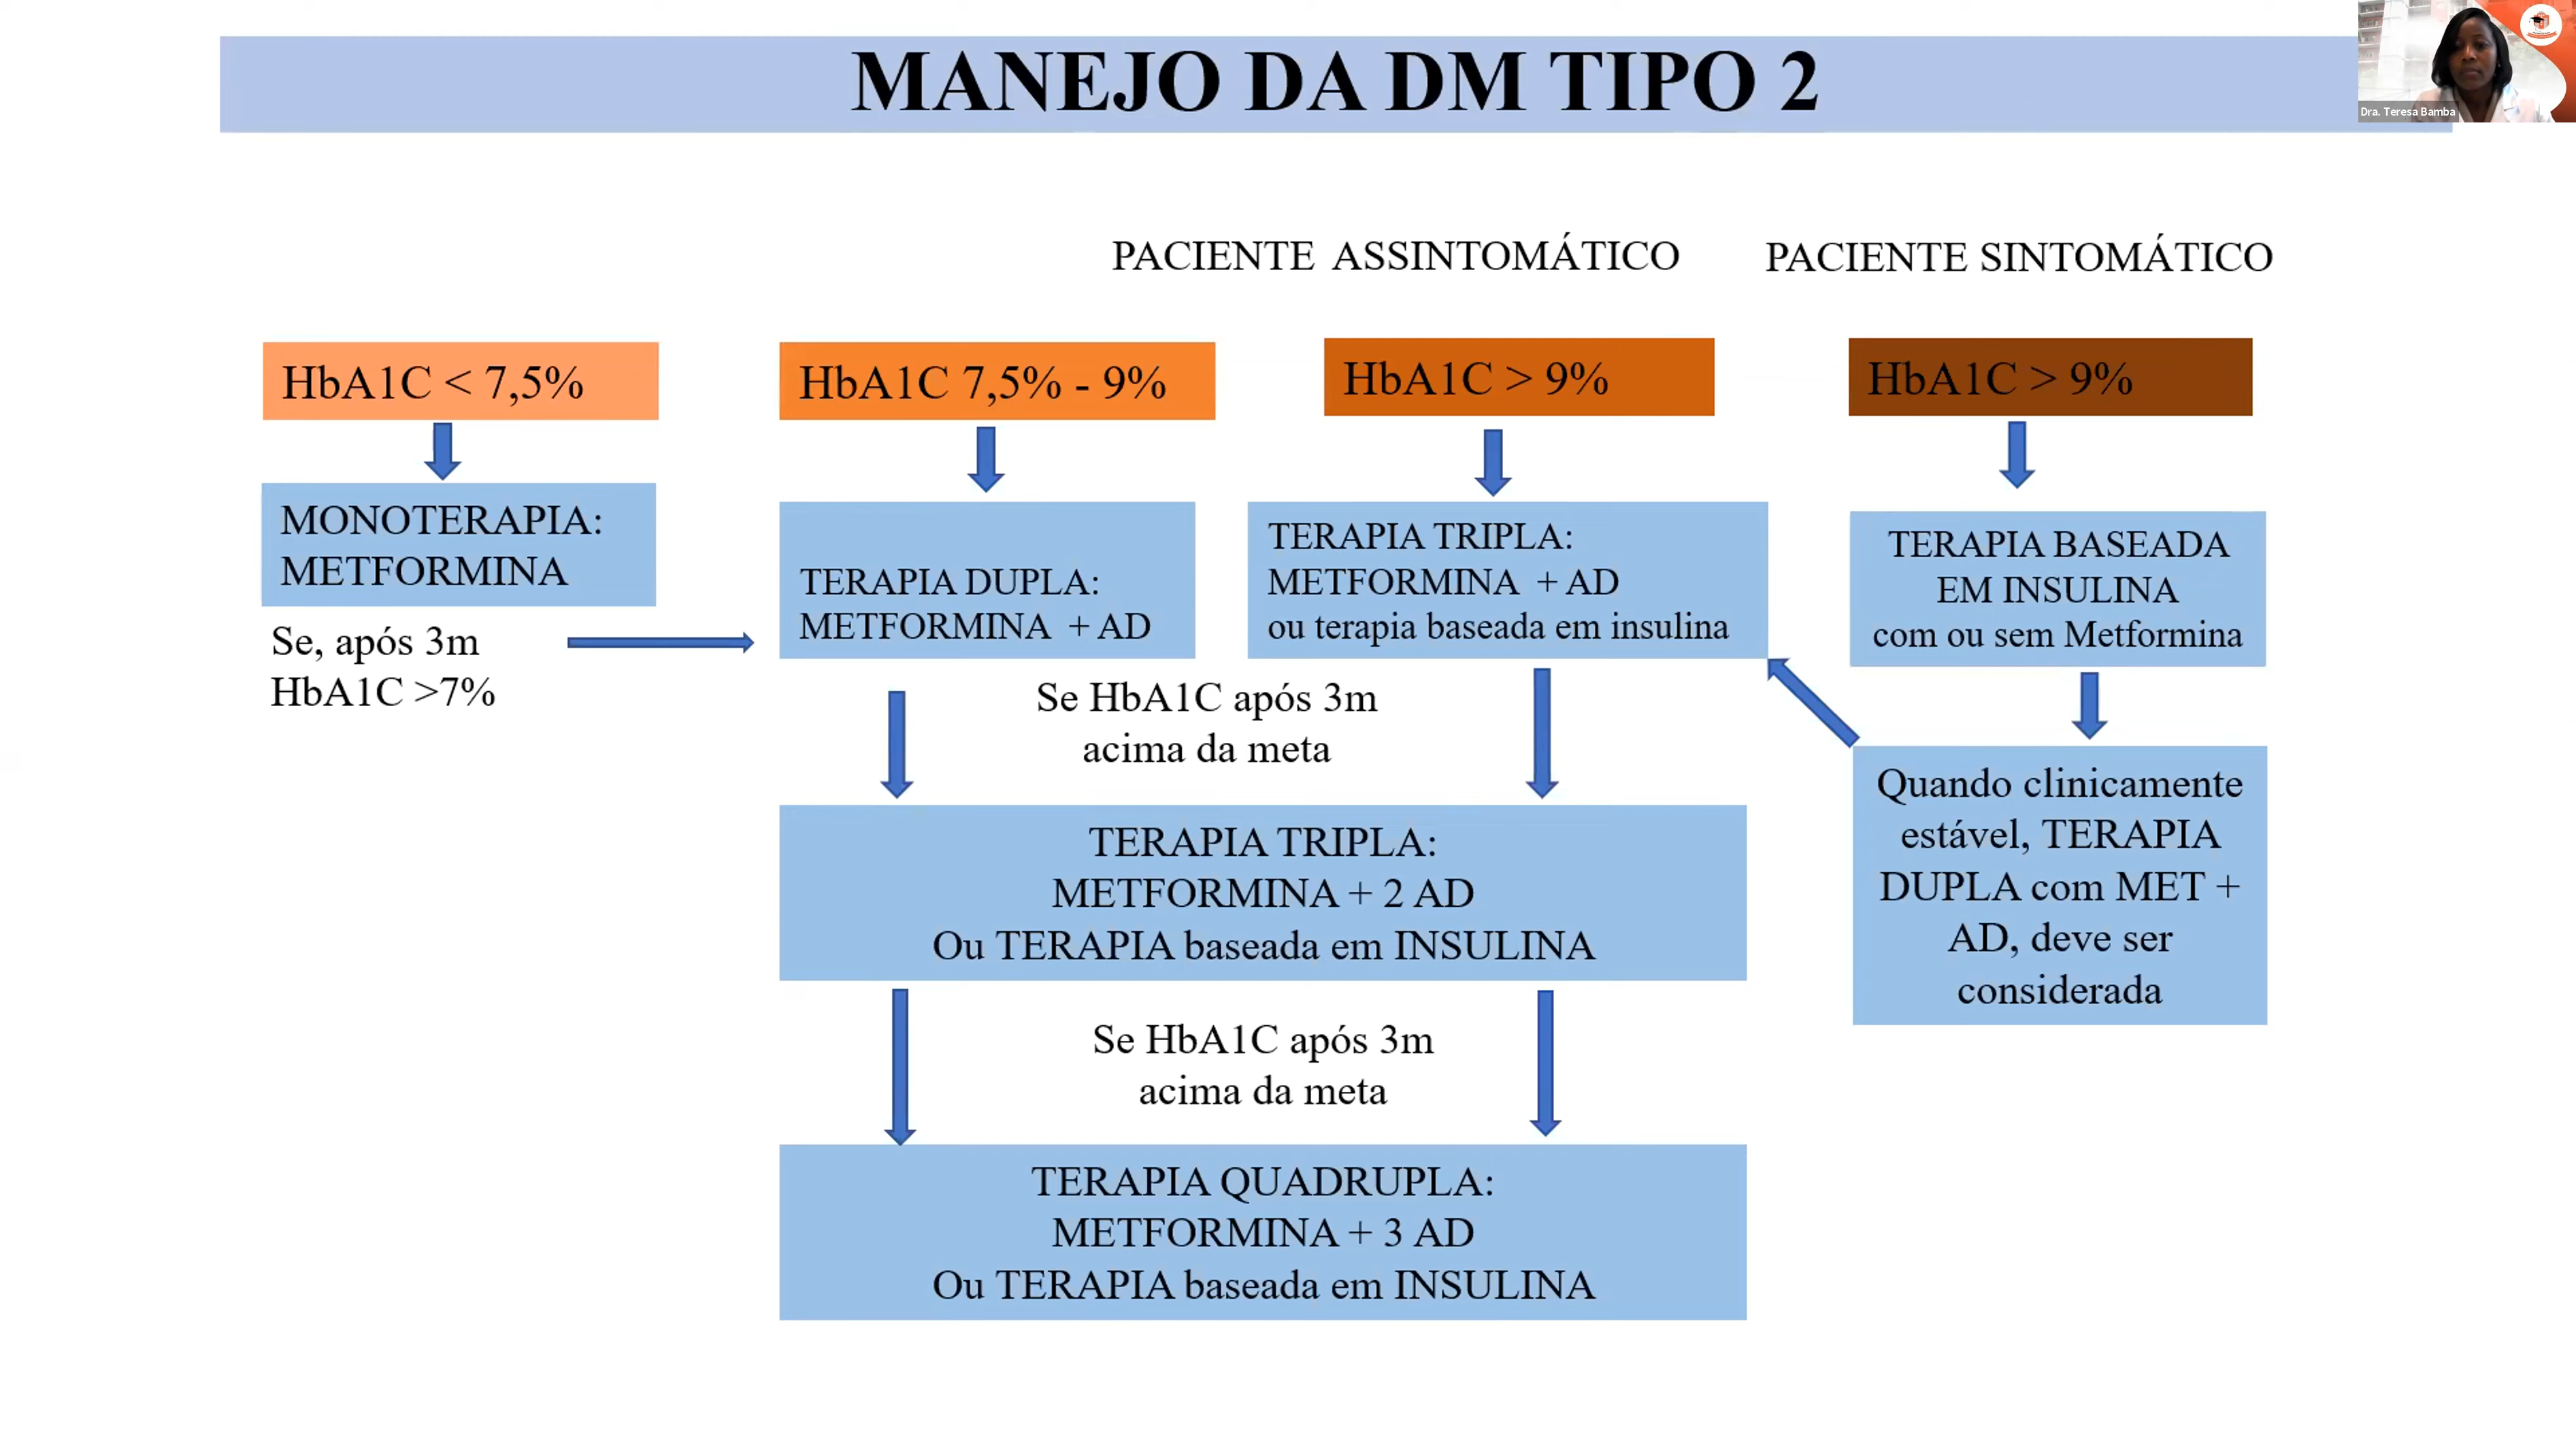 MANEJO DA DM TIPO 2
Dra. Teresa Bamba
PACIENTE ASSINTOMÁTICO
PACIENTE SINTOMÁTICO
HbA1C < 7,5%
HbA1C 7,5% - 9%
HbA1C > 9%
HbA1C > 9%
MONOTERAPIA:
METFORMINA
Se, após 3m
HbA1C >7%
TERAPIA DUPLA:
METFORMINA + AD
TERAPIA TRIPLA:
METFORMINA + AD
ou terapia baseada em insulina
TERAPIA BASEADA
EM INSULINA
com ou sem Metformina
Se HbA1C após 3m
acima da meta
Quando clinicamente
estável, TERAPIA
DUPLA com MET +
AD, deve ser
considerada
TERAPIA TRIPLA:
METFORMINA + 2 AD
Ou TERAPIA baseada em INSULINA
Se HbA1C após 3m
acima da meta
TERAPIA QUADRUPLA:
METFORMINA + 3 AD
Ou TERAPIA baseada em INSULINA